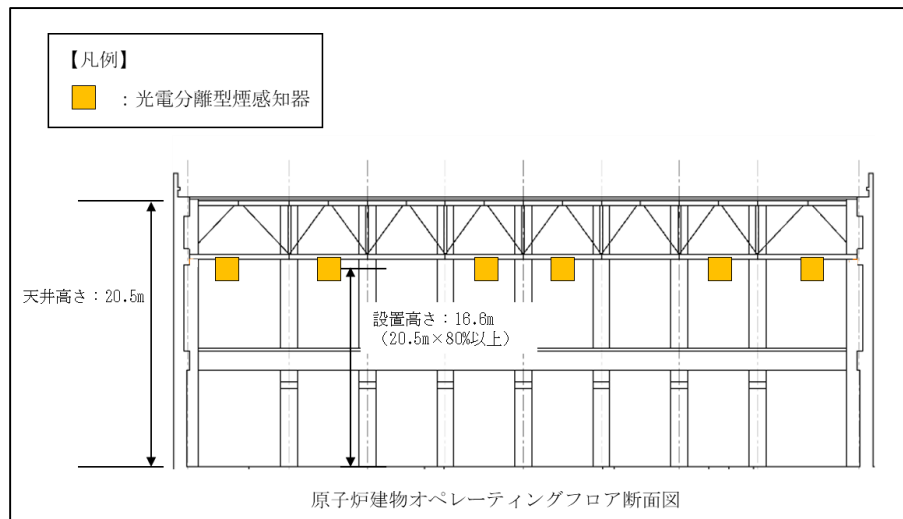 【凡例】
：光電分離型煙感知器
天井高さ：20.5m
設置高さ：16.6m
（20.5m×80%以上）
原子炉建物オペレーティングフロア断面図